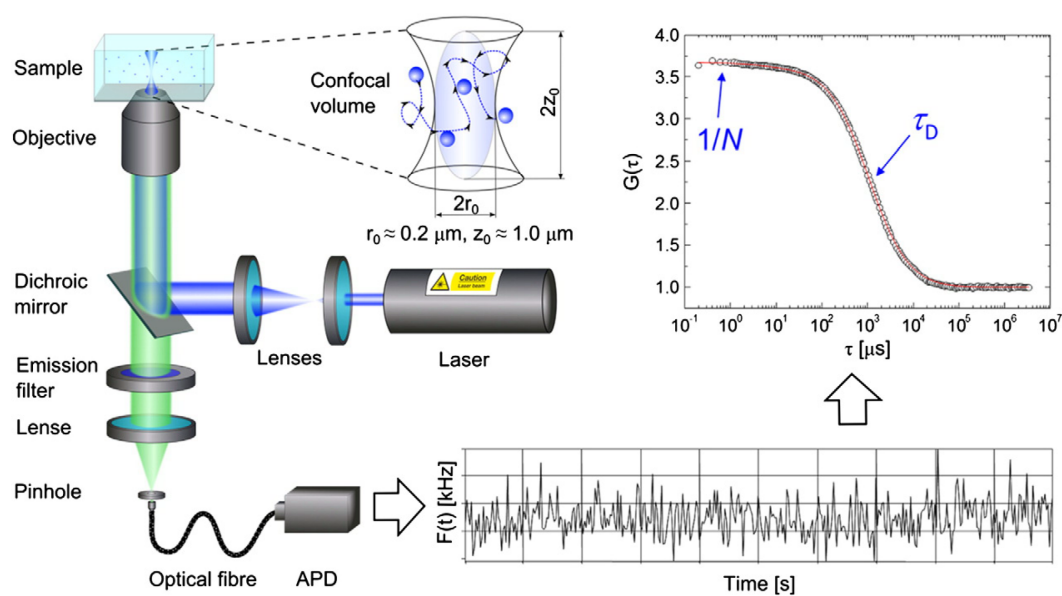 Sample
Objective
Dichroic
mirror
Emission
filter
Lense
Pinhole
Optical fibre
APD
Lenses
Laser
Caution
Laser beam
Confocal
volume
2z₀
2r₀
r₀ ≈ 0.2 μm, z₀ ≈ 1.0 μm
4.0
3.5
3.0
2.5
2.0
1.5
1.0
G(τ)
1/N
τD
10⁻¹ 10⁰ 10¹ 10² 10³ 10⁴ 10⁵ 10⁶ 10⁷
τ [μs]
F(t) [kHz]
Time [s]